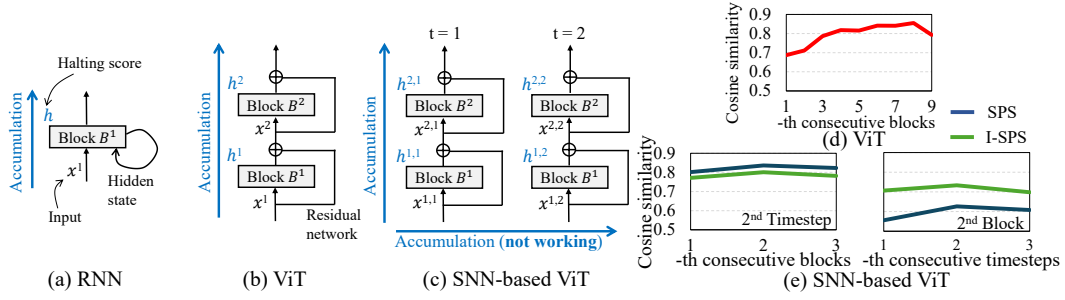 Accumulation
Halting score
h
Block B¹
x¹
Input
Hidden
state
(a) RNN
Accumulation
h²
Block B²
x²
h¹
Block B¹
x¹
Residual
network
(b) ViT
Accumulation
t = 1
t = 2
h²,¹
Block B²
x²,¹
h¹,¹
Block B¹
x¹,¹
h²,²
Block B²
x²,²
h¹,²
Block B¹
x¹,²
Accumulation (not working)
(c) SNN-based ViT
Cosine similarity
0.9
0.8
0.7
0.6
0.5
1 3 5 7 9
-th consecutive blocks
(d) ViT
SPS
I-SPS
Cosine similarity
0.9
0.8
0.7
0.6
0.5
2nd Timestep
1 2 3
-th consecutive blocks
2nd Block
1 2 3
-th consecutive timesteps
(e) SNN-based ViT